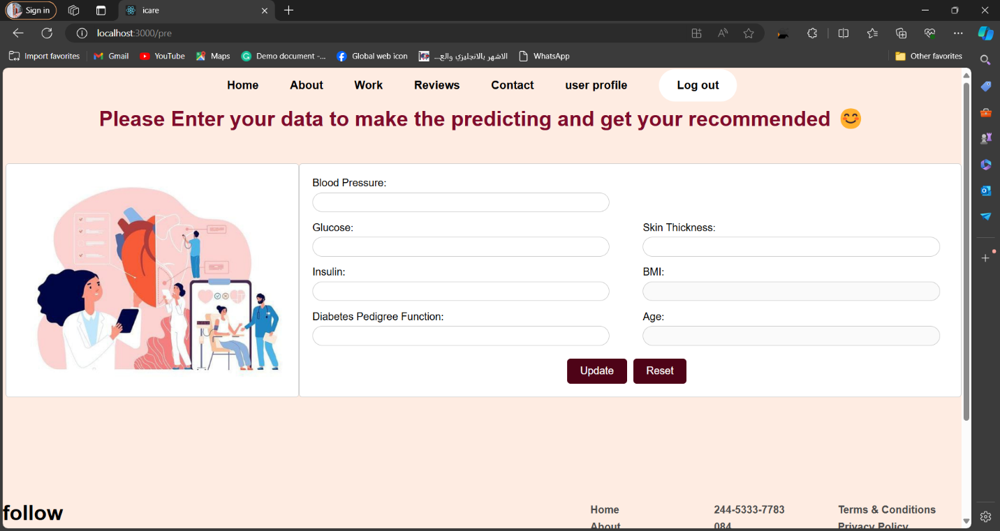 Sign in
icare
localhost:3000/pre
Import favorites
Gmail
YouTube
Maps
Demo document -...
Global web icon
الاشهر بالانجليزي والع...
WhatsApp
Other favorites
Home About Work Reviews Contact user profile Log out
Please Enter your data to make the predicting and get your recommended 😊
Blood Pressure:
Glucose:
Skin Thickness:
Insulin:
BMI:
Diabetes Pedigree Function:
Age:
Update Reset
follow
Home
244-5333-7783
Terms & Conditions
About
084
Privacy Policy